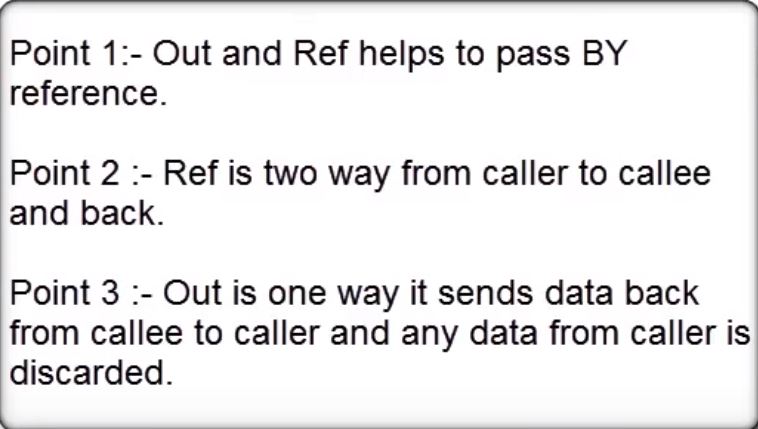 Point 1:- Out and Ref helps to pass BY
reference.
Point 2 :- Ref is two way from caller to callee
and back.
Point 3 :- Out is one way it sends data back
from callee to caller and any data from caller is
discarded.